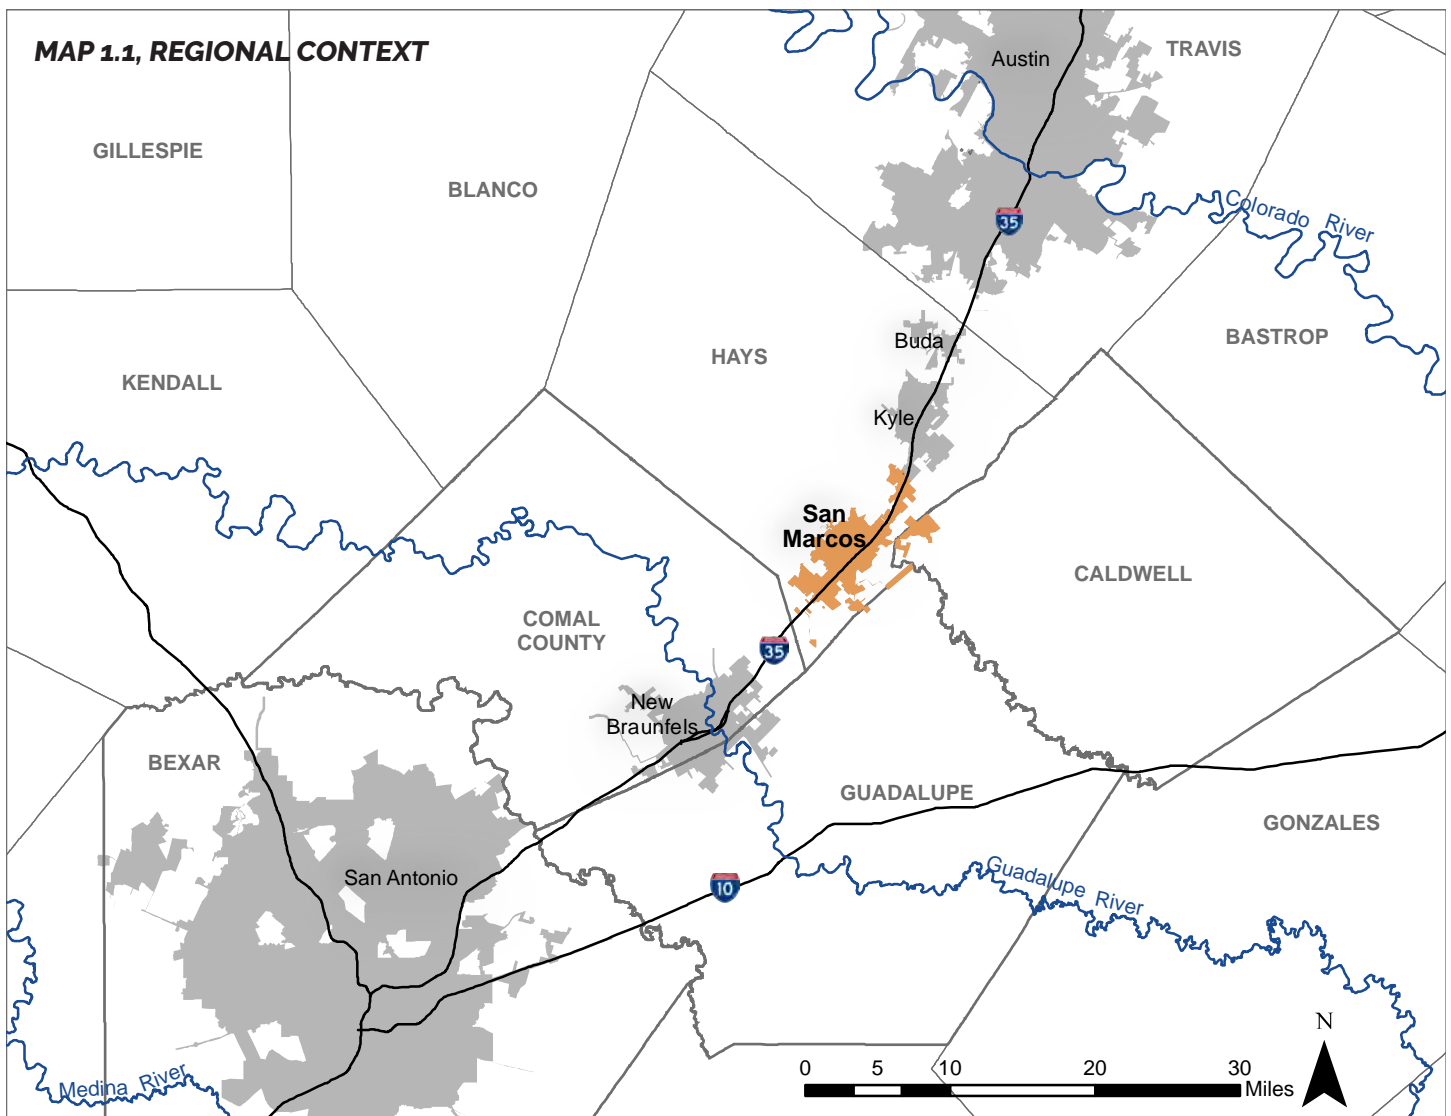 MAP 1.1, REGIONAL CONTEXT
Austin
TRAVIS
GILLESPIE
BLANCO
Colorado River
35
BASTROP
Buda
HAYS
KENDALL
Kyle
San
Marcos
CALDWELL
COMAL
COUNTY
35
New
Braunfels
BEXAR
GUADALUPE
GONZALES
San Antonio
10
Guadalupe River
N
Medina River
0 5 10 20 30
Miles